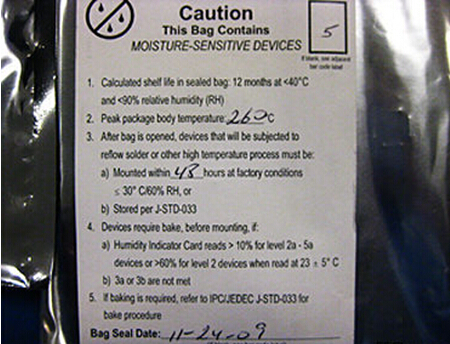 Caution
This Bag Contains
MOISTURE-SENSITIVE DEVICES
5
If blank, see adjacent
bar code label
1. Calculated shelf life in sealed bag: 12 months at <40°C
and <90% relative humidity (RH)
2. Peak package body temperature: 260 °C
3. After bag is opened, devices that will be subjected to
reflow solder or other high temperature process must be:
a) Mounted within 48 hours at factory conditions
≤ 30° C/60% RH, or
b) Stored per J-STD-033
4. Devices require bake, before mounting, if:
a) Humidity Indicator Card reads > 10% for level 2a - 5a
devices or >60% for level 2 devices when read at 23 ± 5° C
b) 3a or 3b are not met
5. If baking is required, refer to IPC/JEDEC J-STD-033 for
bake procedure
Bag Seal Date: 11-24-09